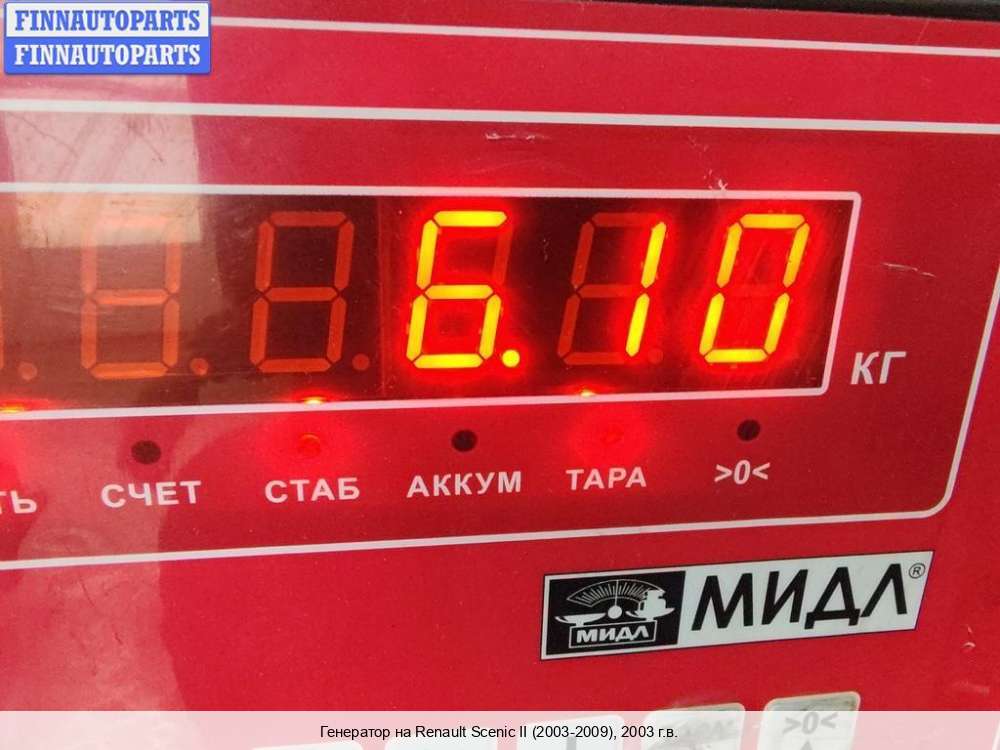 FINNAUTOPARTS
FINNAUTOPARTS
6.10
КГ
СЧЕТ СТАБ АККУМ ТАРА >0<
МИДЛ МИДЛ®
>0<
Генератор на Renault Scenic II (2003-2009), 2003 г.в.